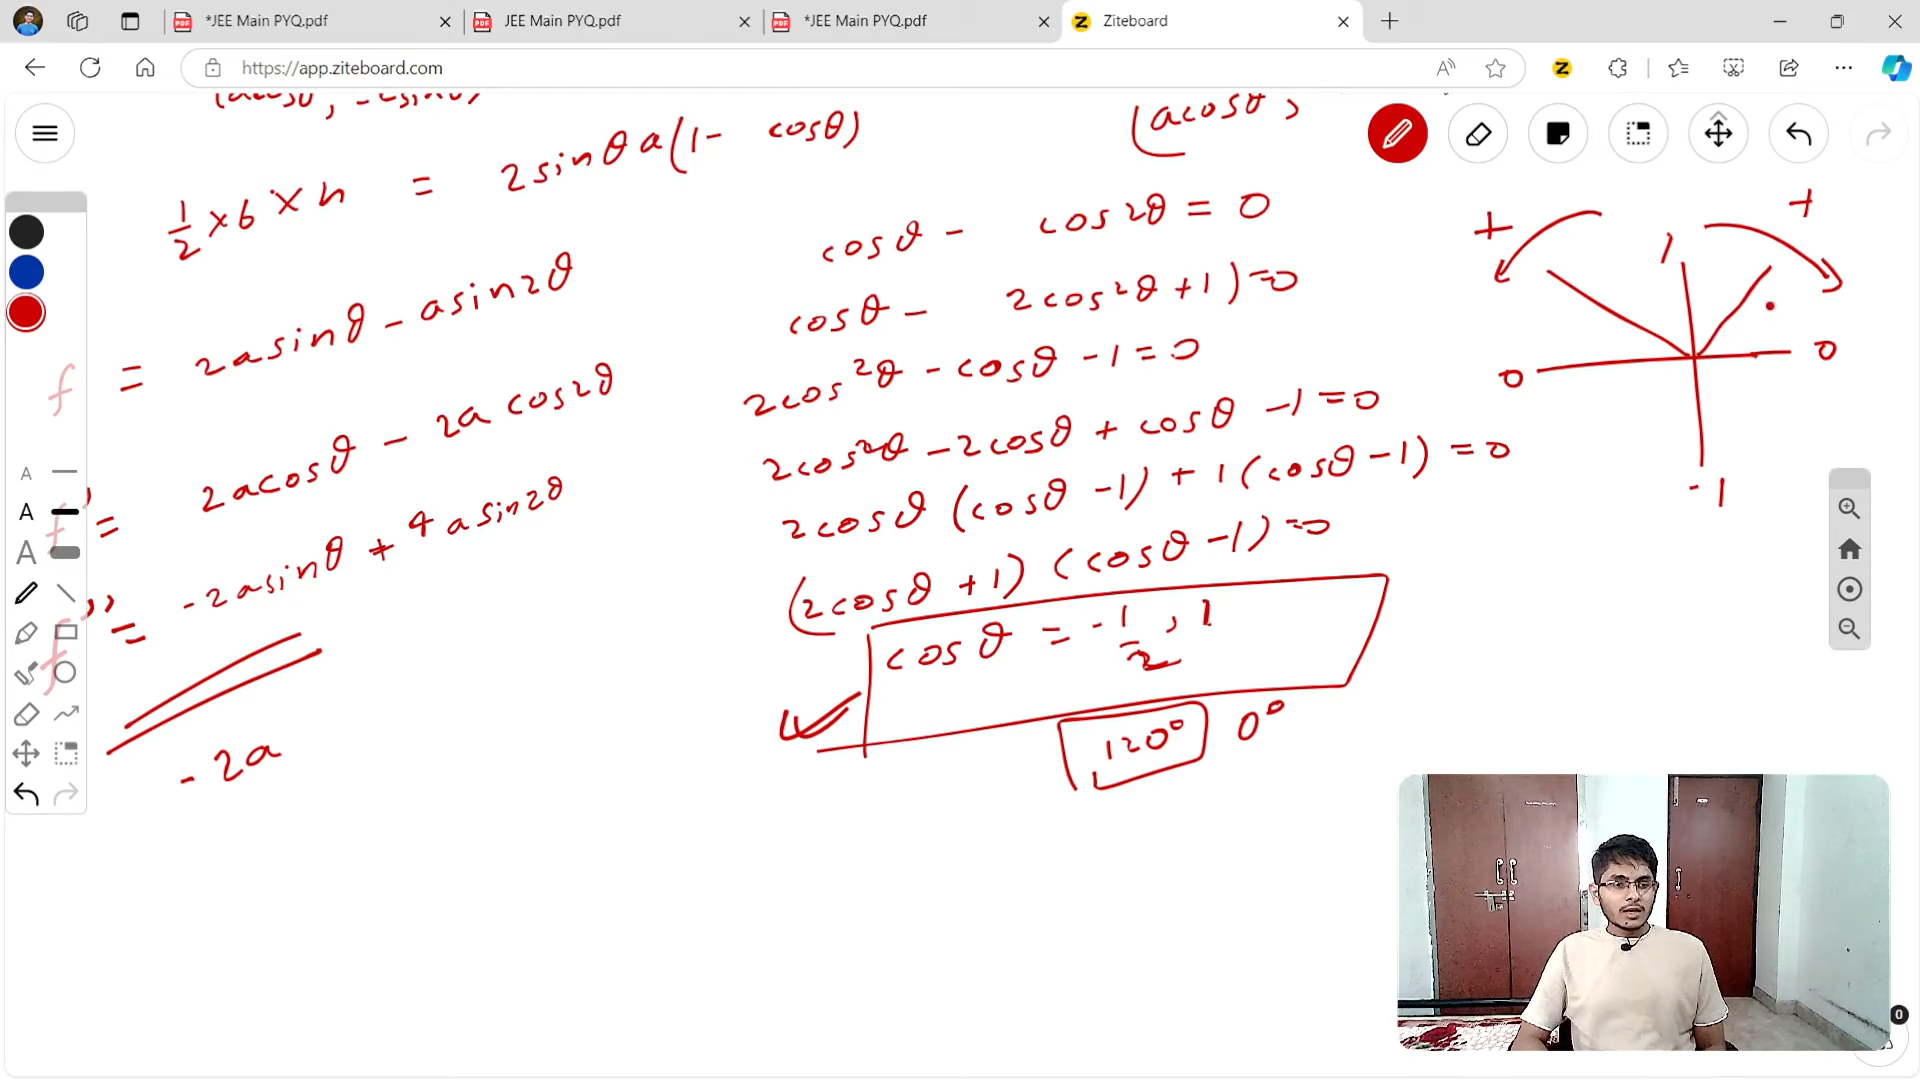 *JEE Main PYQ.pdf
JEE Main PYQ.pdf
*JEE Main PYQ.pdf
Ziteboard
https://app.ziteboard.com
(acosθ,
1/2 × 6 × h = 2sinθ a(1 - cosθ)
f = 2asinθ - asin2θ
f' = 2acosθ - 2a cos2θ
f'' = -2asinθ + 4asin2θ
-2a
cosθ - cos2θ = 0
cosθ - 2cos²θ + 1) = 0
2cos²θ - cosθ - 1 = 0
2cos²θ - 2cosθ + cosθ - 1 = 0
2cosθ (cosθ - 1) + 1 (cosθ - 1) = 0
(2cosθ + 1) (cosθ - 1) = 0
cosθ = -1/2, 1
120° 0°
+ +
1
0 0
-1
A
A
A
0